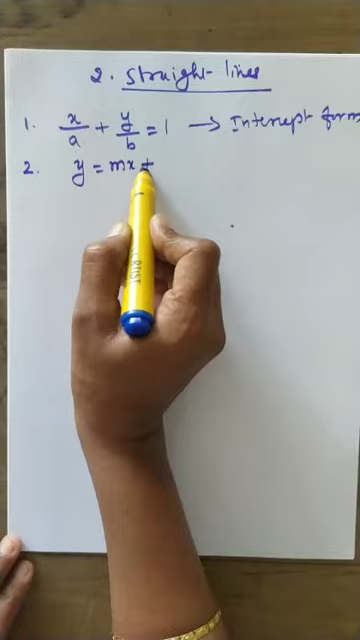 2. straight-lines
1. x/a + y/b = 1 → Intercept form
2. y = mx +